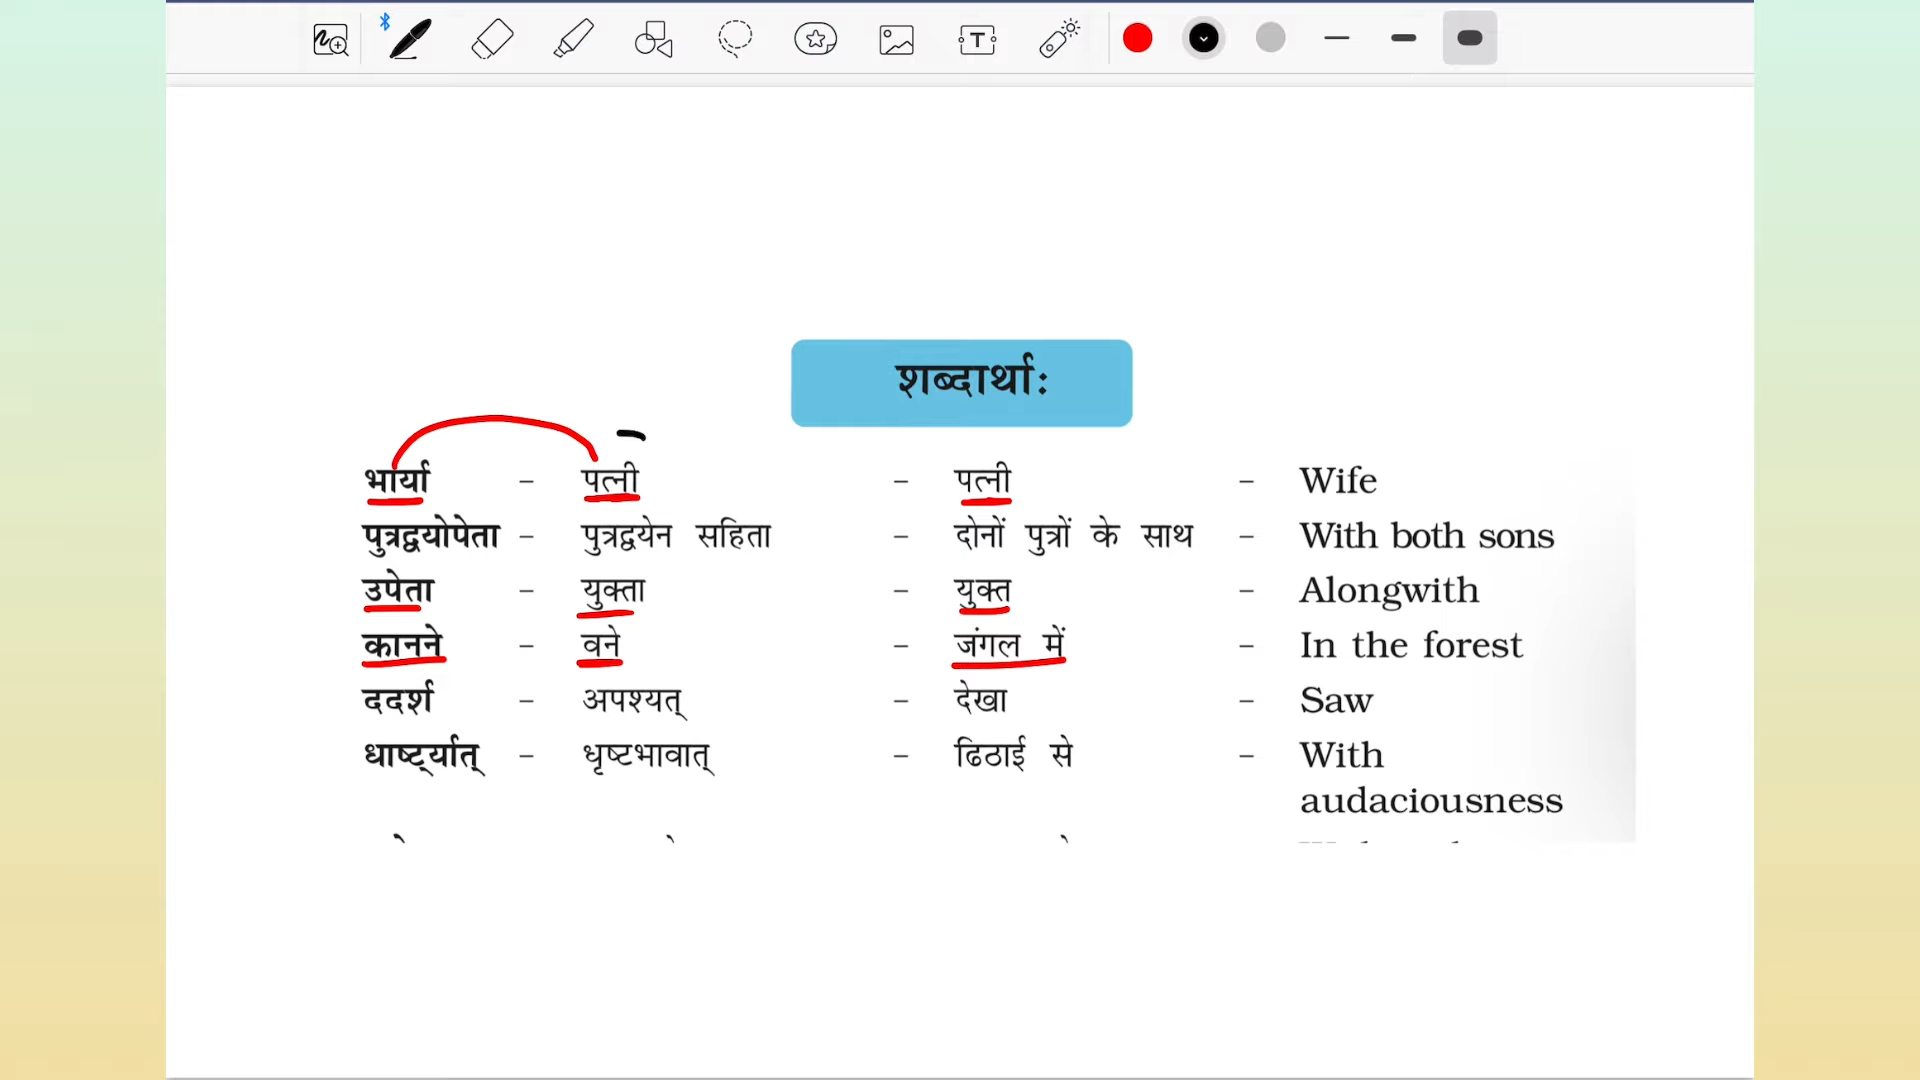 शब्दार्थाः
भार्या – पत्नी – पत्नी – Wife
पुत्रद्वयोपेता – पुत्रद्वयेन सहिता – दोनों पुत्रों के साथ – With both sons
उपेता – युक्ता – युक्त – Alongwith
कानने – वने – जंगल में – In the forest
ददर्श – अपश्यत् – देखा – Saw
धार्ष्ट्यात् – धृष्टभावात् – ढिठाई से – With
audaciousness